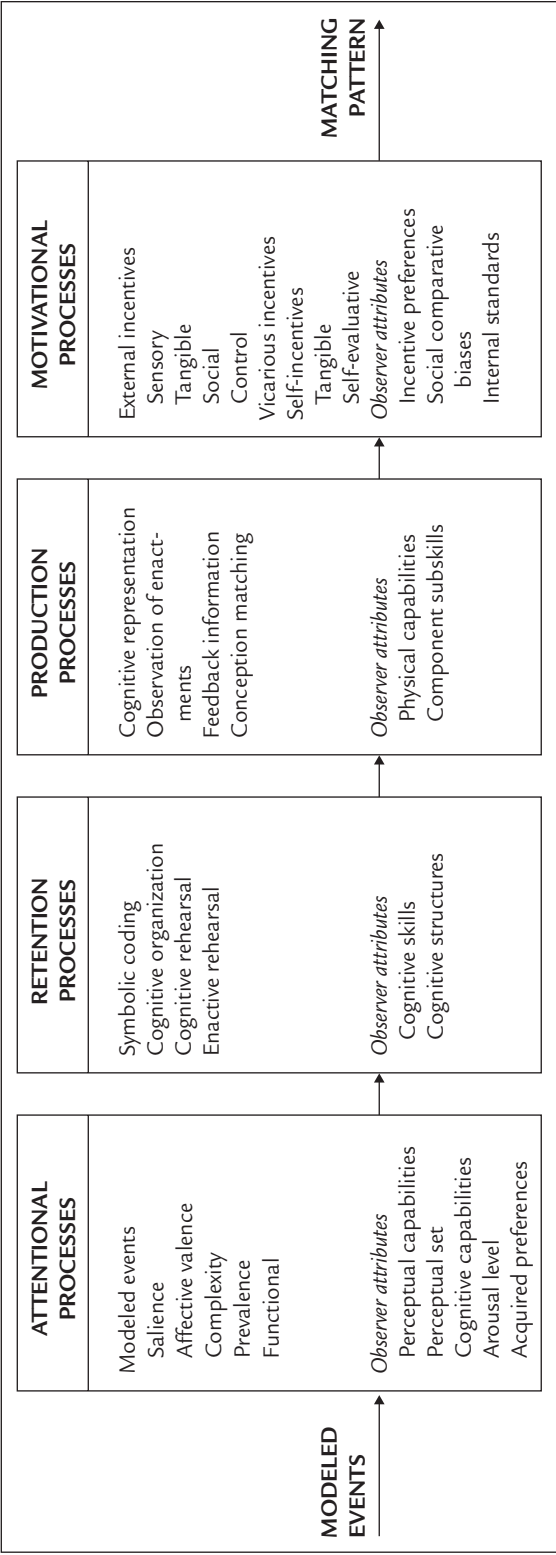 MODELED
EVENTS
ATTENTIONAL
PROCESSES
Modeled events
Salience
Affective valence
Complexity
Prevalence
Functional
Observer attributes
Perceptual capabilities
Perceptual set
Cognitive capabilities
Arousal level
Acquired preferences
RETENTION
PROCESSES
Symbolic coding
Cognitive organization
Cognitive rehearsal
Enactive rehearsal
Observer attributes
Cognitive skills
Cognitive structures
PRODUCTION
PROCESSES
Cognitive representation
Observation of enact-
ments
Feedback information
Conception matching
Observer attributes
Physical capabilities
Component subskills
MOTIVATIONAL
PROCESSES
External incentives
Sensory
Tangible
Social
Control
Vicarious incentives
Self-incentives
Tangible
Self-evaluative
Observer attributes
Incentive preferences
Social comparative
biases
Internal standards
MATCHING
PATTERN